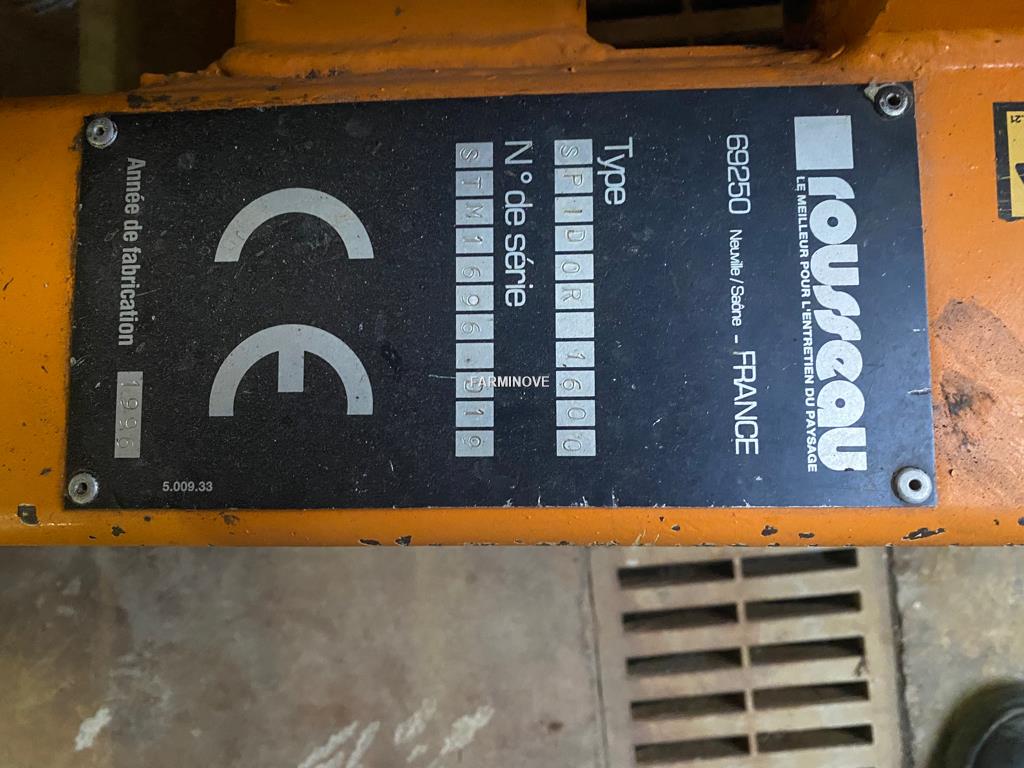 rousseau
LE MEILLEUR POUR L'ENTRETIEN DU PAYSAGE
69250 Neuville/Saône - FRANCE
Type
SPIDOR 1600
N° de série
STM1696.019
FARMINOVE
CE
Année de fabrication 1996
5.009.33